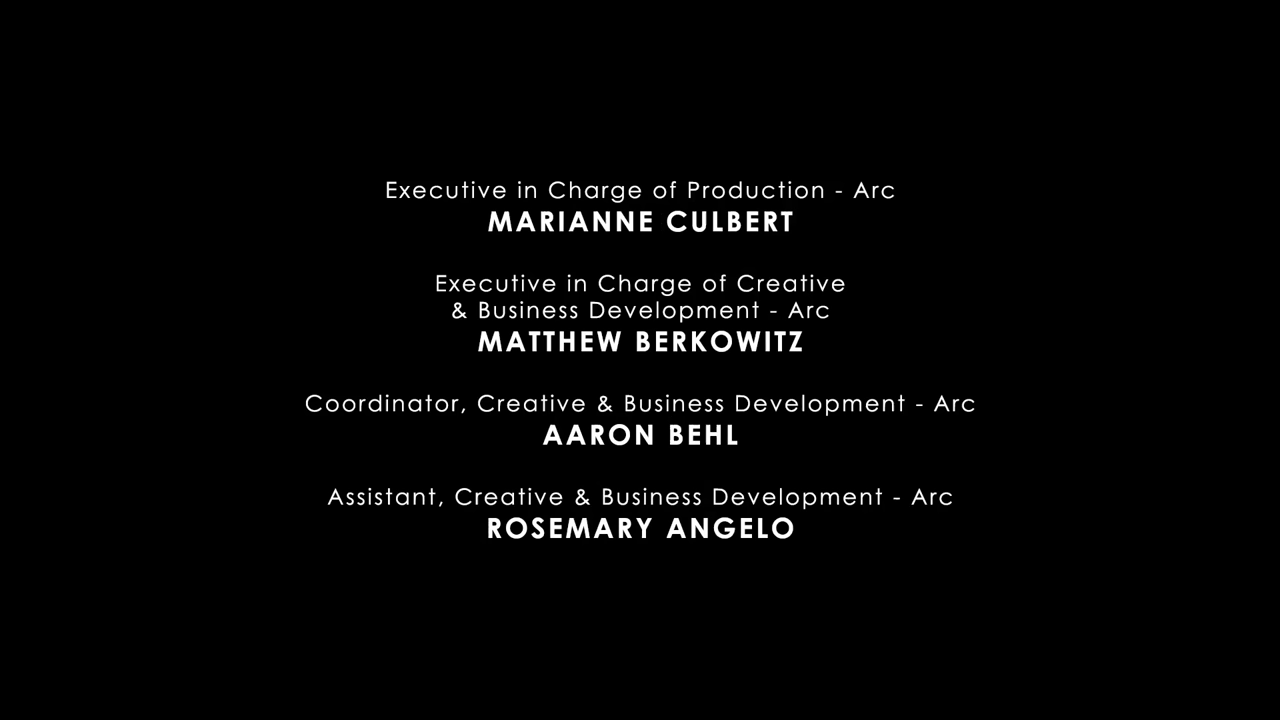 Executive in Charge of Production - Arc
MARIANNE CULBERT
Executive in Charge of Creative
& Business Development - Arc
MATTHEW BERKOWITZ
Coordinator, Creative & Business Development - Arc
AARON BEHL
Assistant, Creative & Business Development - Arc
ROSEMARY ANGELO